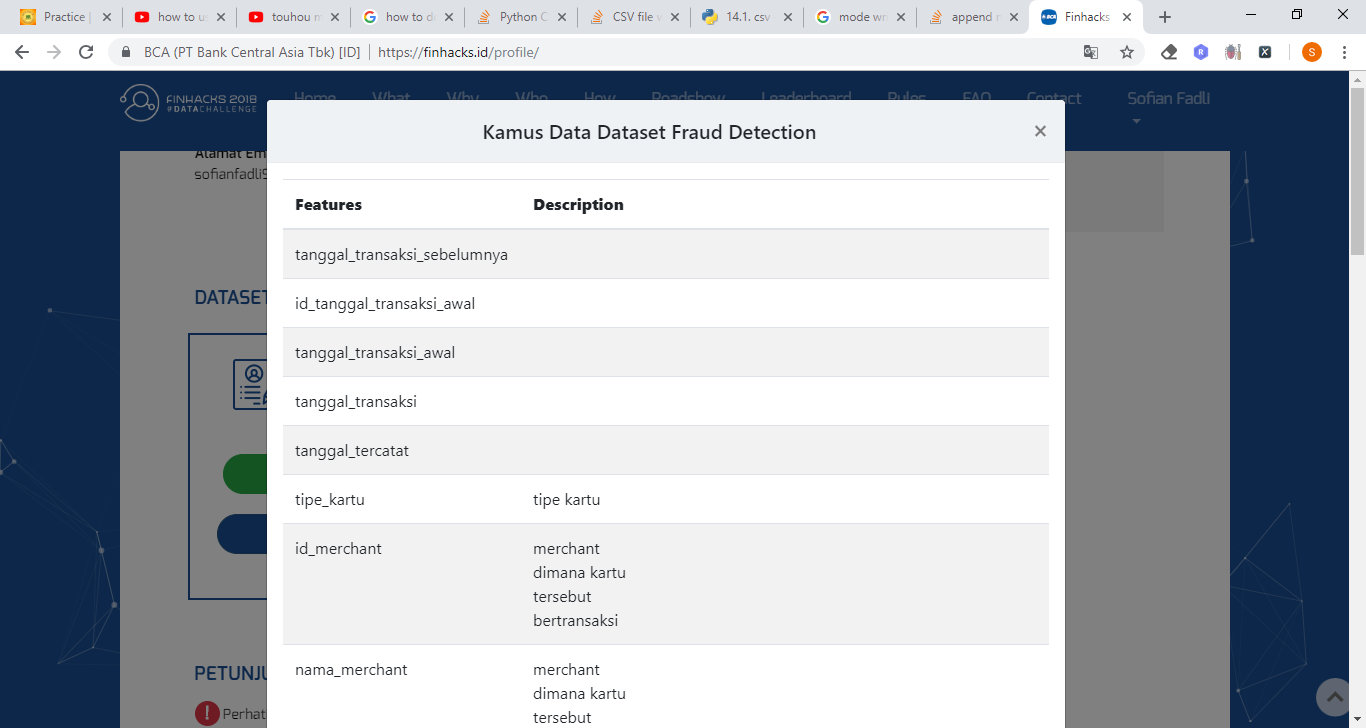 Practice
how to u
touhou m
how to d
Python C
CSV file
14.1. csv
mode wr
append
Finhacks
BCA (PT Bank Central Asia Tbk) [ID] | https://finhacks.id/profile/
FINHACKS 2018
#DATACHALLENGE
Home What Why Who How Roadshow Leaderboard Rules FAQ Contact Sofian Fadli
Kamus Data Dataset Fraud Detection ×
Alamat Em
sofianfadli
DATASET
PETUNJU
Perhat
Features Description
tanggal_transaksi_sebelumnya
id_tanggal_transaksi_awal
tanggal_transaksi_awal
tanggal_transaksi
tanggal_tercatat
tipe_kartu tipe kartu
id_merchant merchant
dimana kartu
tersebut
bertransaksi
nama_merchant merchant
dimana kartu
tersebut